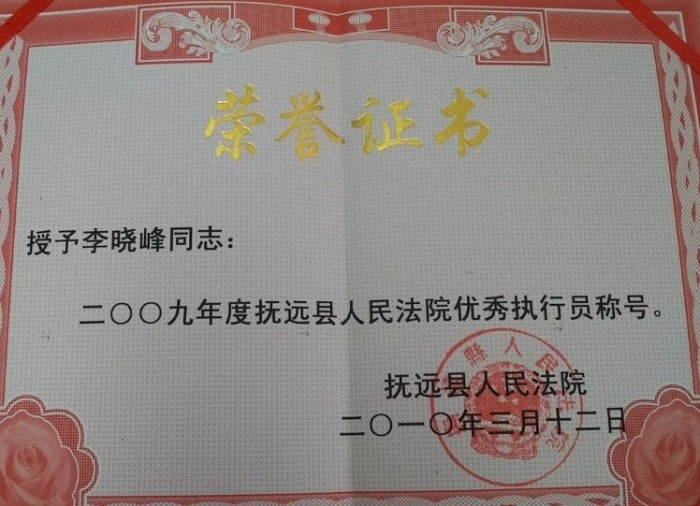 荣誉证书
授予李晓峰同志：
二〇〇九年度抚远县人民法院优秀执行员称号。
抚远县人民法院
二〇一〇年三月十二日